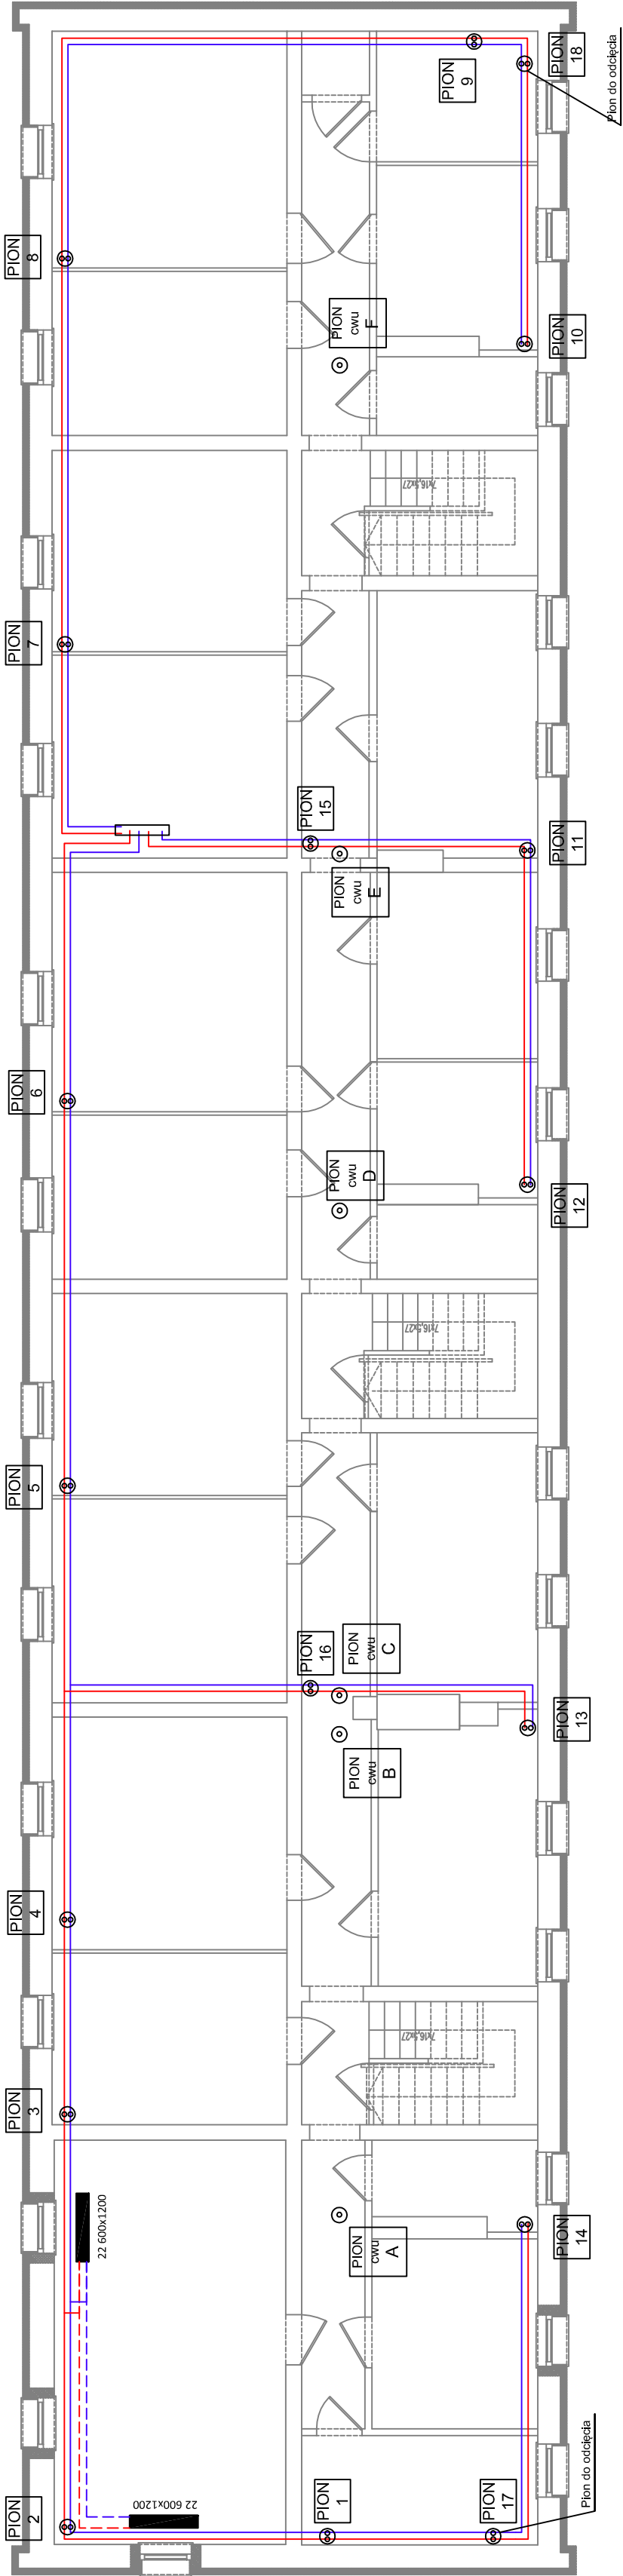 PION
18
Pion do odcięcia
PION
9
PION
8
PION
cwu
F
PION
10
7x16,5x27
PION
7
PION
15
PION
cwu
E
PION
11
PION
6
PION
cwu
D
PION
12
7x16,5x27
PION
5
PION
16
PION
cwu
C
PION
13
PION
cwu
B
PION
4
7x16,5x27
PION
3
22 600x1200
PION
cwu
A
PION
14
22 600x1200
PION
2
PION
1
PION
17
Pion do odcięcia